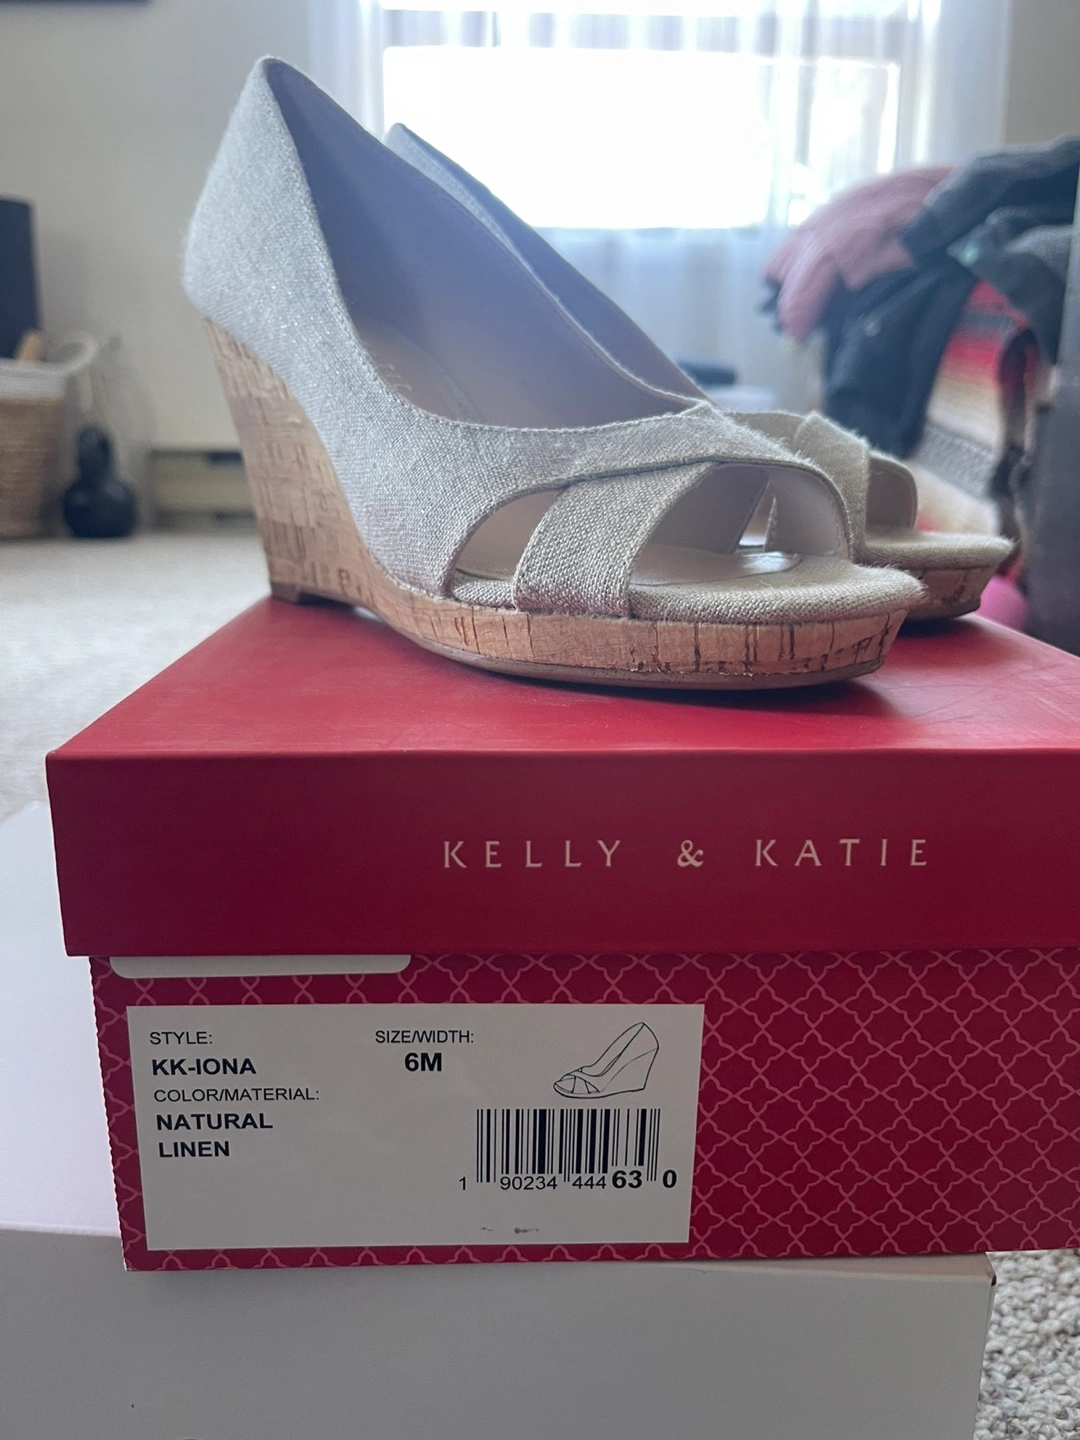 KELLY & KATIE
STYLE:
KK-IONA
SIZE/WIDTH:
6M
COLOR/MATERIAL:
NATURAL
LINEN
1 90234 444 63 0